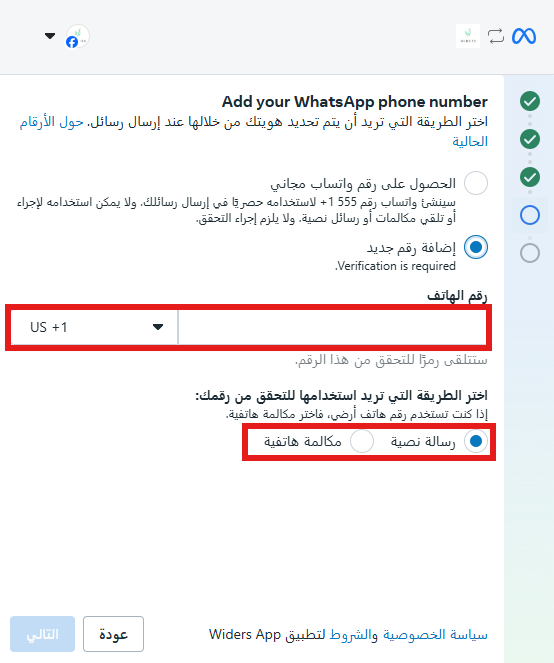 Add your WhatsApp phone number
اختر الطريقة التي تريد أن يتم تحديد هويتك من خلالها عند إرسال رسائل. حول الأرقام
الحالية
الحصول على رقم واتساب مجاني
سينشئ واتساب رقم 555 1+ لاستخدامه حصريًا في إرسال رسائلك. ولا يمكن استخدامه لإجراء
أو تلقي مكالمات أو رسائل نصية. ولا يلزم إجراء التحقق.
إضافة رقم جديد
Verification is required.
رقم الهاتف
US +1
ستتلقى رمزًا للتحقق من هذا الرقم.
اختر الطريقة التي تريد استخدامها للتحقق من رقمك:
إذا كنت تستخدم رقم هاتف أرضي، فاختر مكالمة هاتفية.
رسالة نصية مكالمة هاتفية
سياسة الخصوصية والشروط لتطبيق Widers App
عودة
التالي